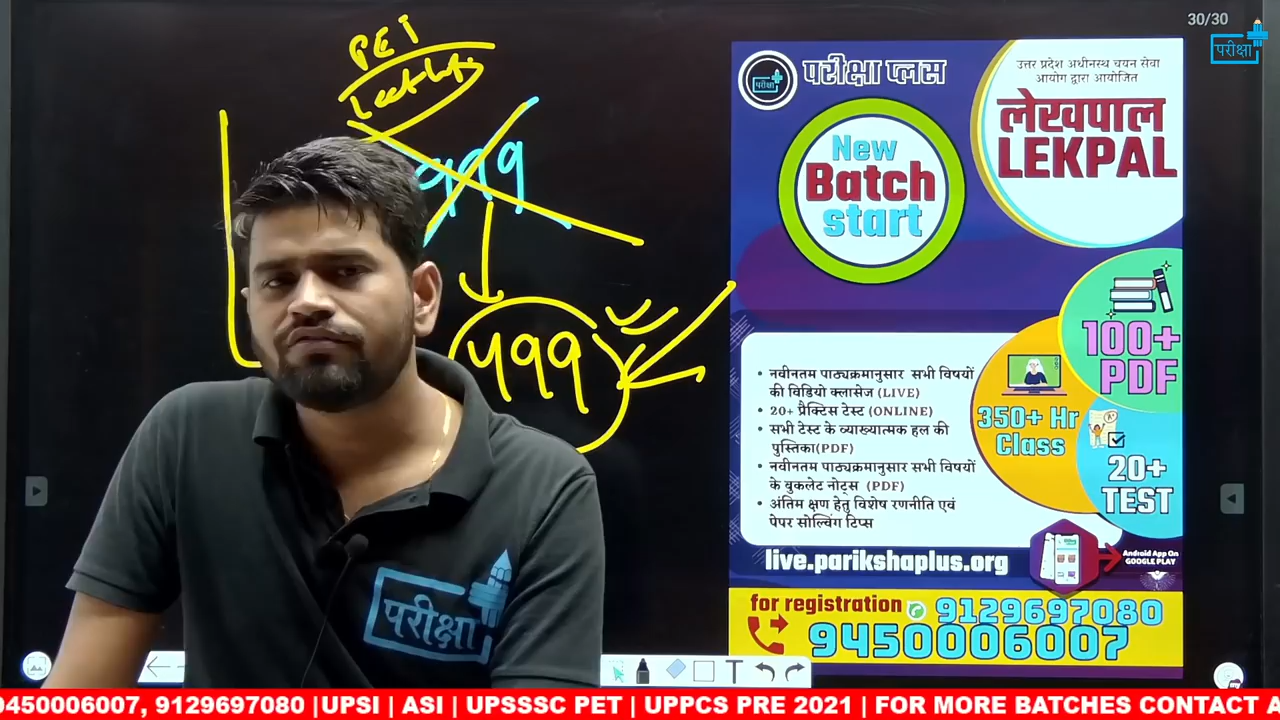 30/30
परीक्षा
PET
Lekhpal
999
499
परीक्षा
परीक्षा
परीक्षा प्लस
उत्तर प्रदेश अधीनस्थ चयन सेवा
आयोग द्वारा आयोजित
लेखपाल
LEKPAL
New
Batch
start
100+
PDF
350+ Hr
Class
20+
TEST
• नवीनतम पाठ्यक्रमानुसार सभी विषयों
की विडियो क्लासेज (LIVE)
• 20+ प्रैक्टिस टेस्ट (ONLINE)
• सभी टेस्ट के व्याख्यात्मक हल की
पुस्तिका(PDF)
• नवीनतम पाठ्यक्रमानुसार सभी विषयों
के बुकलेट नोट्स (PDF)
• अंतिम क्षण हेतु विशेष रणनीति एवं
पेपर सोल्विंग टिप्स
live.parikshaplus.org
Android App On
GOOGLE PLAY
for registration 9129697080
9450006007
T
9450006007, 9129697080 |UPSI | ASI | UPSSSC PET | UPPCS PRE 2021 | FOR MORE BATCHES CONTACT A